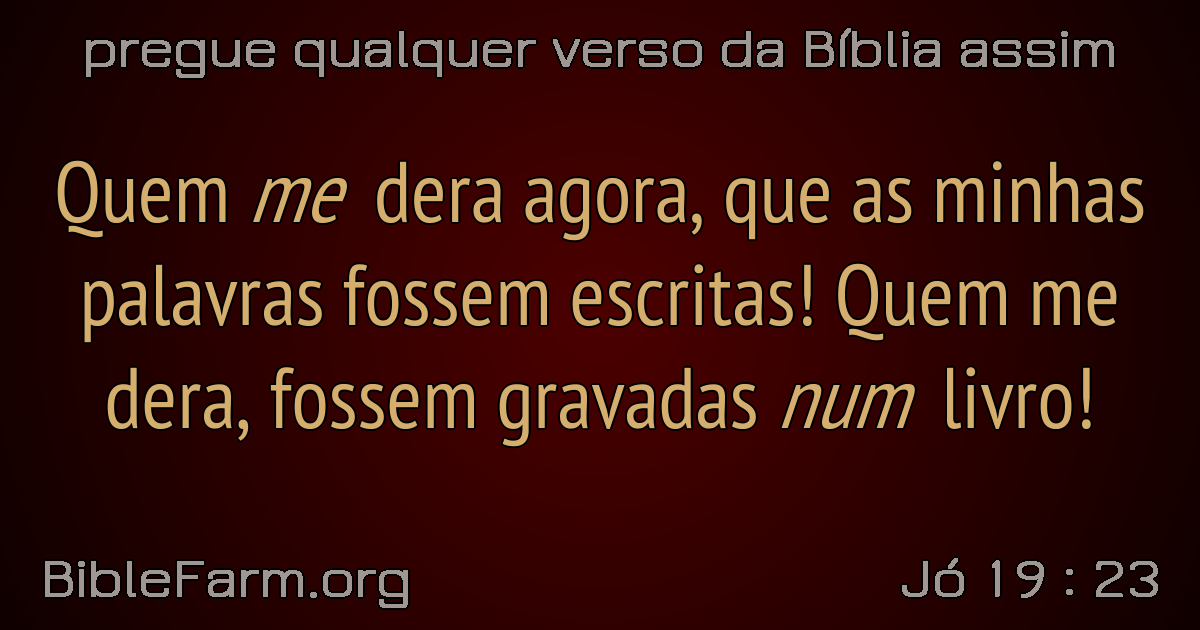 pregue qualquer verso da Bíblia assim
Quem me dera agora, que as minhas
palavras fossem escritas! Quem me
dera, fossem gravadas num livro!
BibleFarm.org
Jó 19 : 23